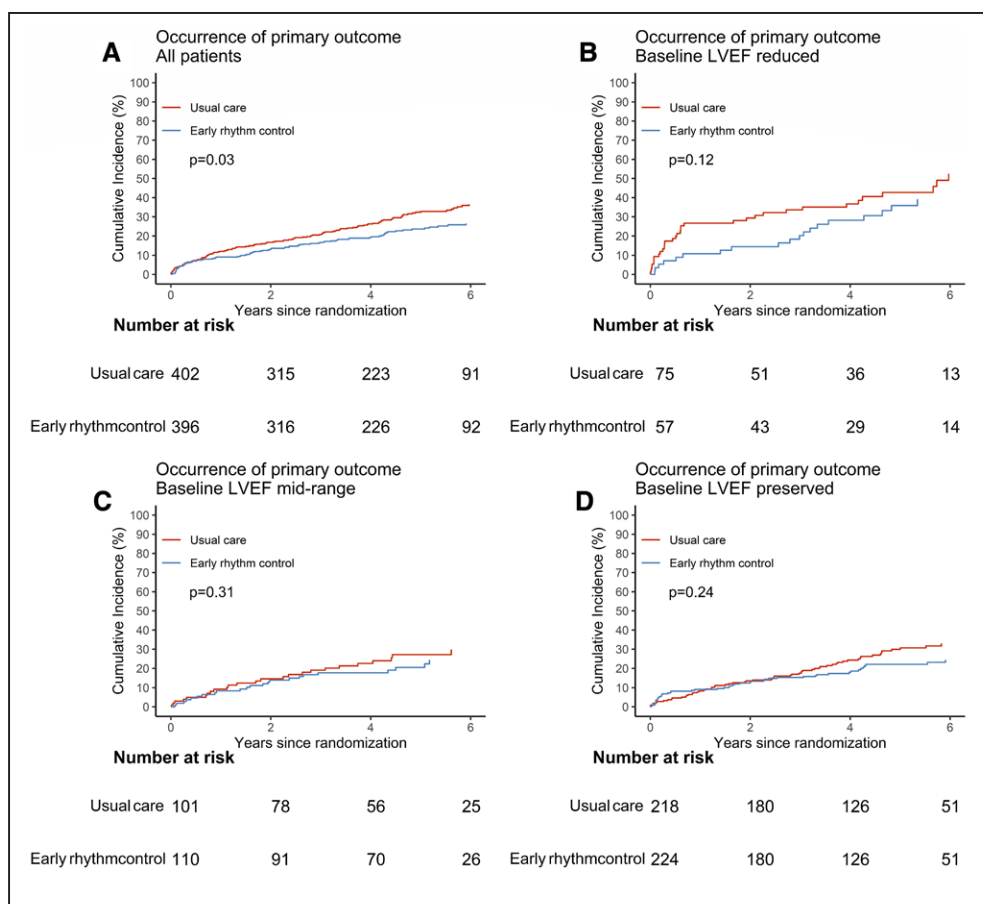 A
Occurrence of primary outcome
All patients
Cumulative Incidence (%)
100
90
80
70
60
50
40
30
20
10
0
Usual care
Early rhythm control
p=0.03
0 2 4 6
Years since randomization
Number at risk
Usual care 402 315 223 91
Early rhythmcontrol 396 316 226 92
B
Occurrence of primary outcome
Baseline LVEF reduced
Cumulative Incidence (%)
100
90
80
70
60
50
40
30
20
10
0
Usual care
Early rhythm control
p=0.12
0 2 4 6
Years since randomization
Number at risk
Usual care 75 51 36 13
Early rhythmcontrol 57 43 29 14
C
Occurrence of primary outcome
Baseline LVEF mid-range
Cumulative Incidence (%)
100
90
80
70
60
50
40
30
20
10
0
Usual care
Early rhythm control
p=0.31
0 2 4 6
Years since randomization
Number at risk
Usual care 101 78 56 25
Early rhythmcontrol 110 91 70 26
D
Occurrence of primary outcome
Baseline LVEF preserved
Cumulative Incidence (%)
100
90
80
70
60
50
40
30
20
10
0
Usual care
Early rhythm control
p=0.24
0 2 4 6
Years since randomization
Number at risk
Usual care 218 180 126 51
Early rhythmcontrol 224 180 126 51